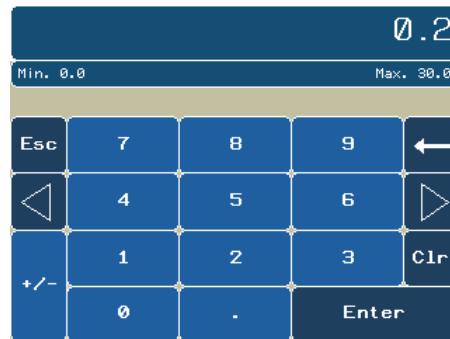 0.2
Min. 0.0 Max. 30.0
Esc 7 8 9
4 5 6
1 2 3 Clr
+/-
0 . Enter